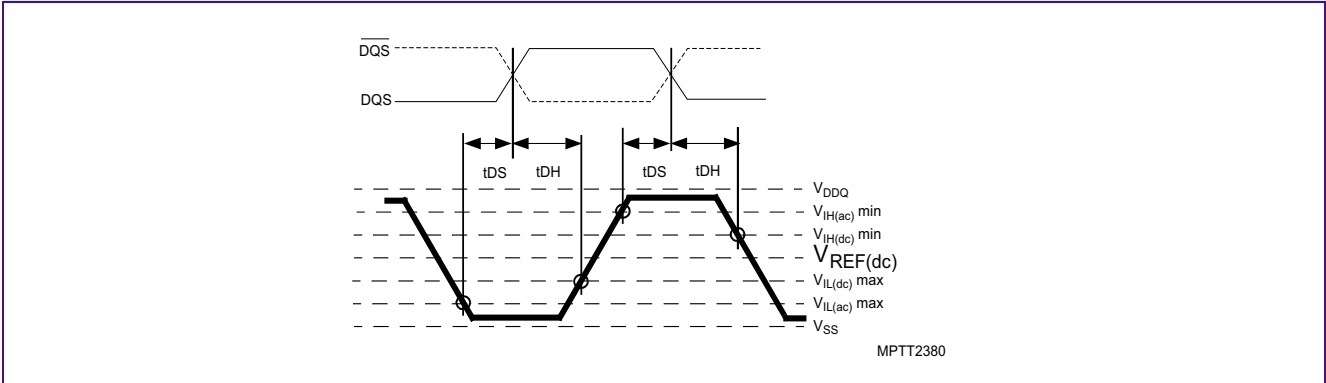 D̅Q̅S̅
DQS
tDS tDH tDS tDH
VDDQ
VIH(ac) min
VIH(dc) min
VREF(dc)
VIL(dc) max
VIL(ac) max
VSS
MPTT2380